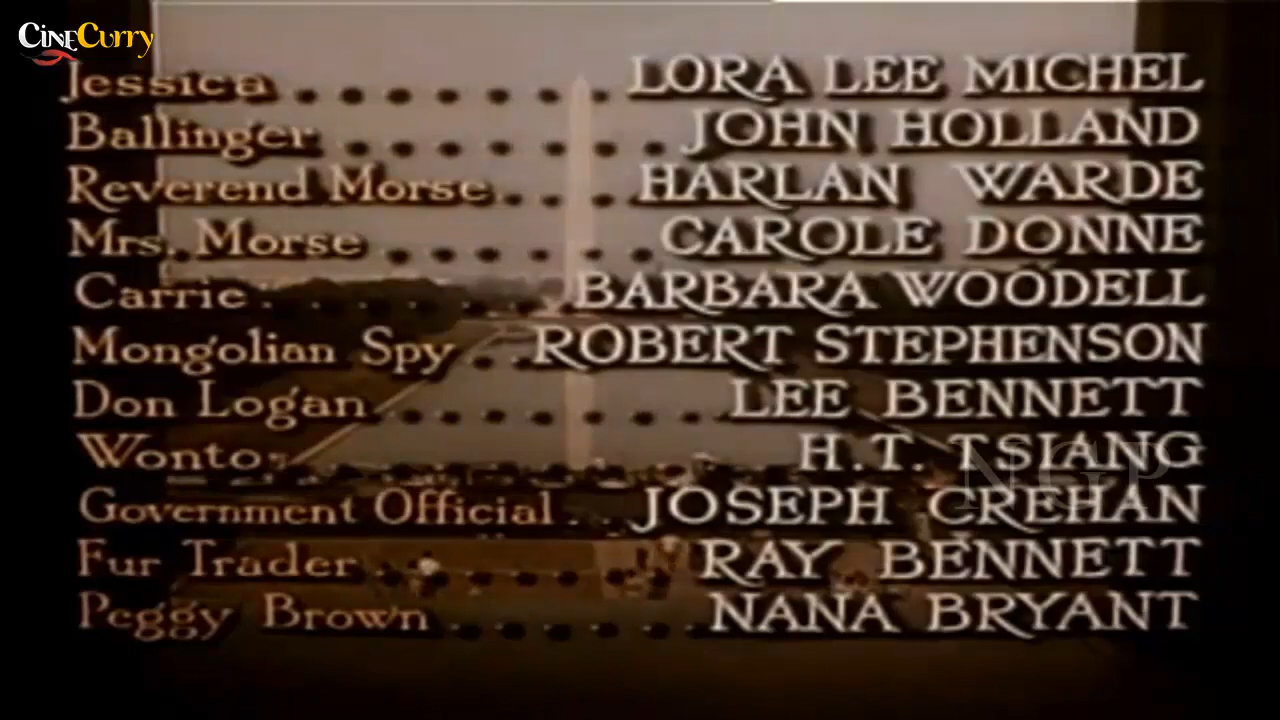 CineCurry
Jessica . . . . . . . LORA LEE MICHEL
Ballinger . . . . . . . JOHN HOLLAND
Reverend Morse . . . . HARLAN WARDE
Mrs. Morse . . . . . . CAROLE DONNE
Carrie . . . . . . . BARBARA WOODELL
Mongolian Spy . . ROBERT STEPHENSON
Don Logan . . . . . . . . LEE BENNETT
Wonto . . . . . . . . . . H.T. TSIANG
NGP
Government Official . . JOSEPH CREHAN
Fur Trader . . . . . . . RAY BENNETT
Peggy Brown . . . . . . NANA BRYANT